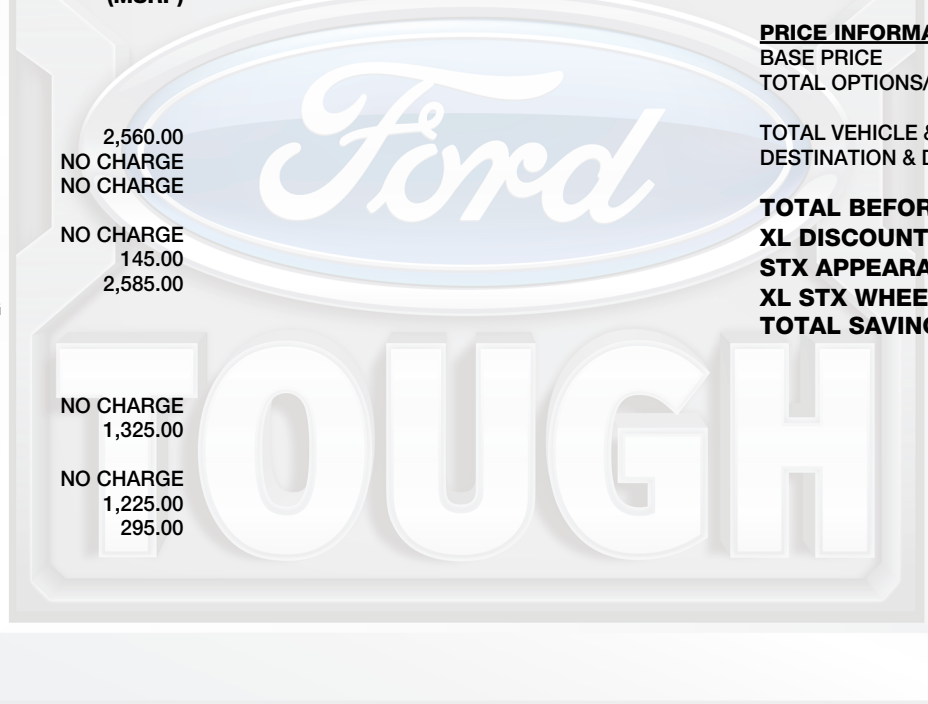 (MSRP)
2,560.00
NO CHARGE
NO CHARGE
NO CHARGE
145.00
2,585.00
NO CHARGE
1,325.00
NO CHARGE
1,225.00
295.00
PRICE INFORMA
BASE PRICE
TOTAL OPTIONS/
TOTAL VEHICLE &
DESTINATION & D
TOTAL BEFOR
XL DISCOUNT
STX APPEARA
XL STX WHEE
TOTAL SAVING
Ford
TOUGH